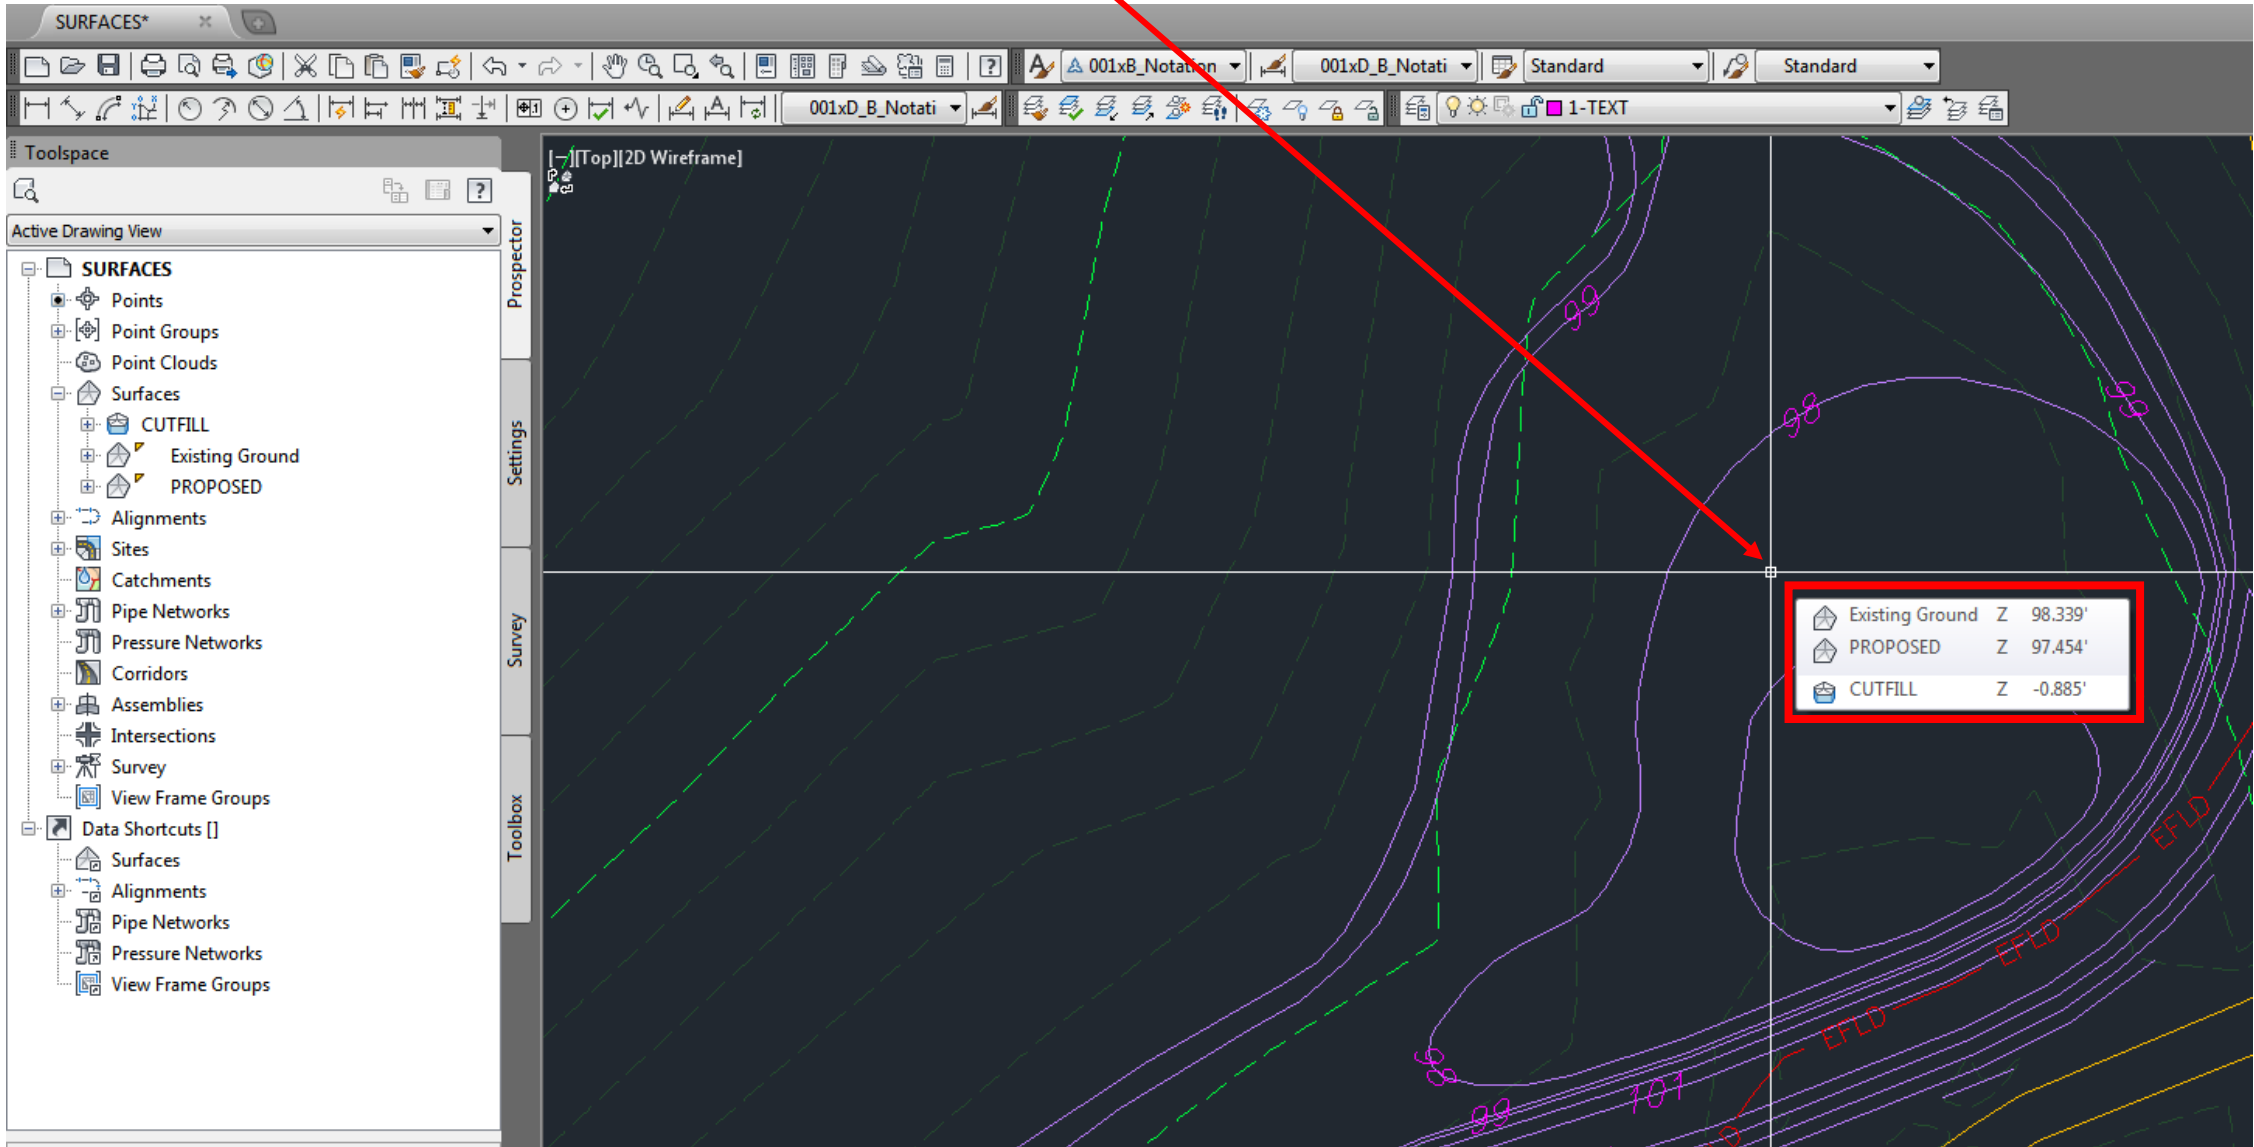 SURFACES*
001xB_Notation
001xD_B_Notati
Standard
Standard
001xD_B_Notati
1-TEXT
Toolspace
Active Drawing View
SURFACES
Points
Point Groups
Point Clouds
Surfaces
CUTFILL
Existing Ground
PROPOSED
Alignments
Sites
Catchments
Pipe Networks
Pressure Networks
Corridors
Assemblies
Intersections
Survey
View Frame Groups
Data Shortcuts []
Surfaces
Alignments
Pipe Networks
Pressure Networks
View Frame Groups
Prospector
Settings
Survey
Toolbox
[–][Top][2D Wireframe]
99
98
99
Existing Ground Z 98.339'
PROPOSED Z 97.454'
CUTFILL Z -0.885'
EFLD
EFLD
EFLD
98
99
101
D